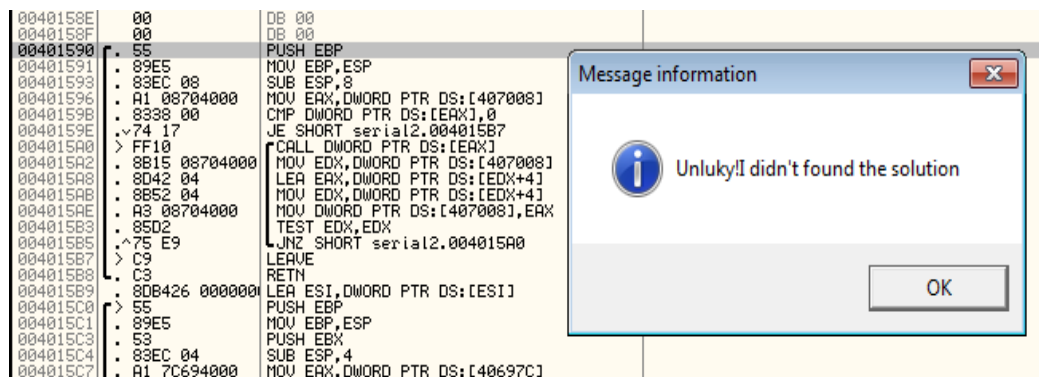 0040158E 00 DB 00
0040158F 00 DB 00
00401590 . 55 PUSH EBP
00401591 . 89E5 MOV EBP,ESP
00401593 . 83EC 08 SUB ESP,8
00401596 . A1 08704000 MOV EAX,DWORD PTR DS:[407008]
0040159B . 8338 00 CMP DWORD PTR DS:[EAX],0
0040159E .v74 17 JE SHORT serial2.004015B7
004015A0 > FF10 CALL DWORD PTR DS:[EAX]
004015A2 . 8B15 08704000 MOV EDX,DWORD PTR DS:[407008]
004015A8 . 8D42 04 LEA EAX,DWORD PTR DS:[EDX+4]
004015AB . 8B52 04 MOV EDX,DWORD PTR DS:[EDX+4]
004015AE . A3 08704000 MOV DWORD PTR DS:[407008],EAX
004015B3 . 85D2 TEST EDX,EDX
004015B5 .^75 E9 JNZ SHORT serial2.004015A0
004015B7 > C9 LEAVE
004015B8 . C3 RETN
004015B9 . 8DB426 000000 LEA ESI,DWORD PTR DS:[ESI]
004015C0 > 55 PUSH EBP
004015C1 . 89E5 MOV EBP,ESP
004015C3 . 53 PUSH EBX
004015C4 . 83EC 04 SUB ESP,4
004015C7 . A1 7C694000 MOV EAX,DWORD PTR DS:[40697C]
Message information
Unluky!I didn't found the solution
OK